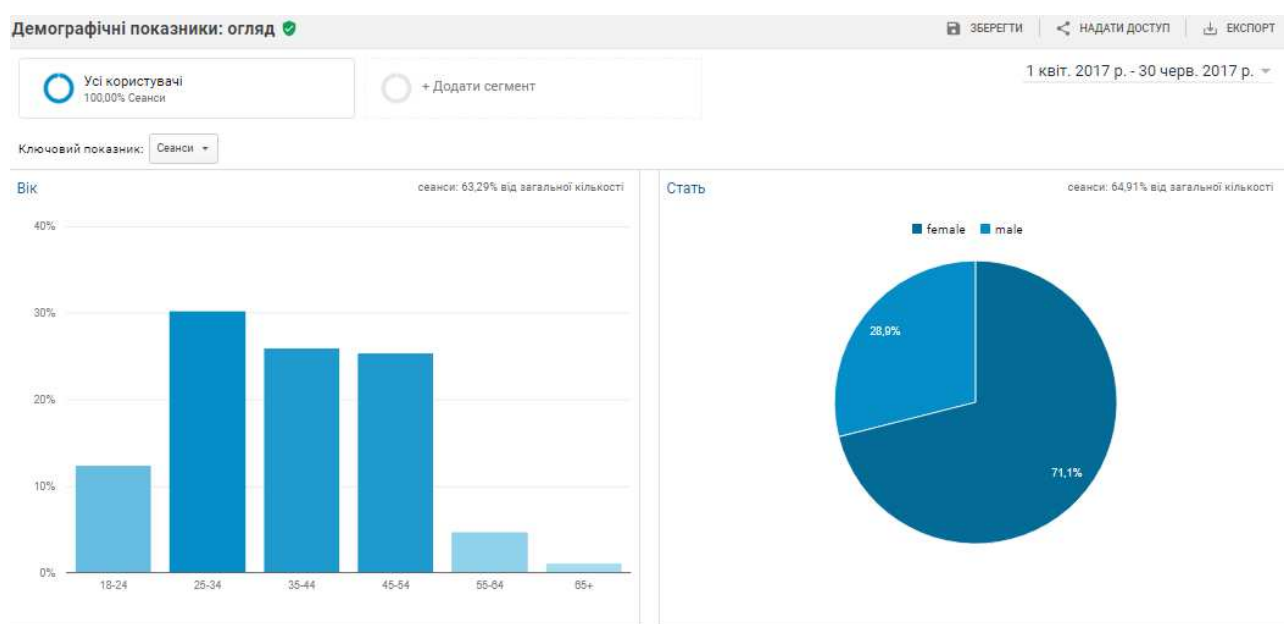 Демографічні показники: огляд
ЗБЕРЕГТИ
НАДАТИ ДОСТУП
ЕКСПОРТ
Усі користувачі
100,00% Сеанси
+ Додати сегмент
1 квіт. 2017 р. - 30 черв. 2017 р.
Ключовий показник: Сеанси
Вік
сеанси: 63,29% від загальної кількості
40%
30%
20%
10%
0%
18-24 25-34 35-44 45-54 55-64 65+
Стать
сеанси: 64,91% від загальної кількості
female male
28,9%
71,1%